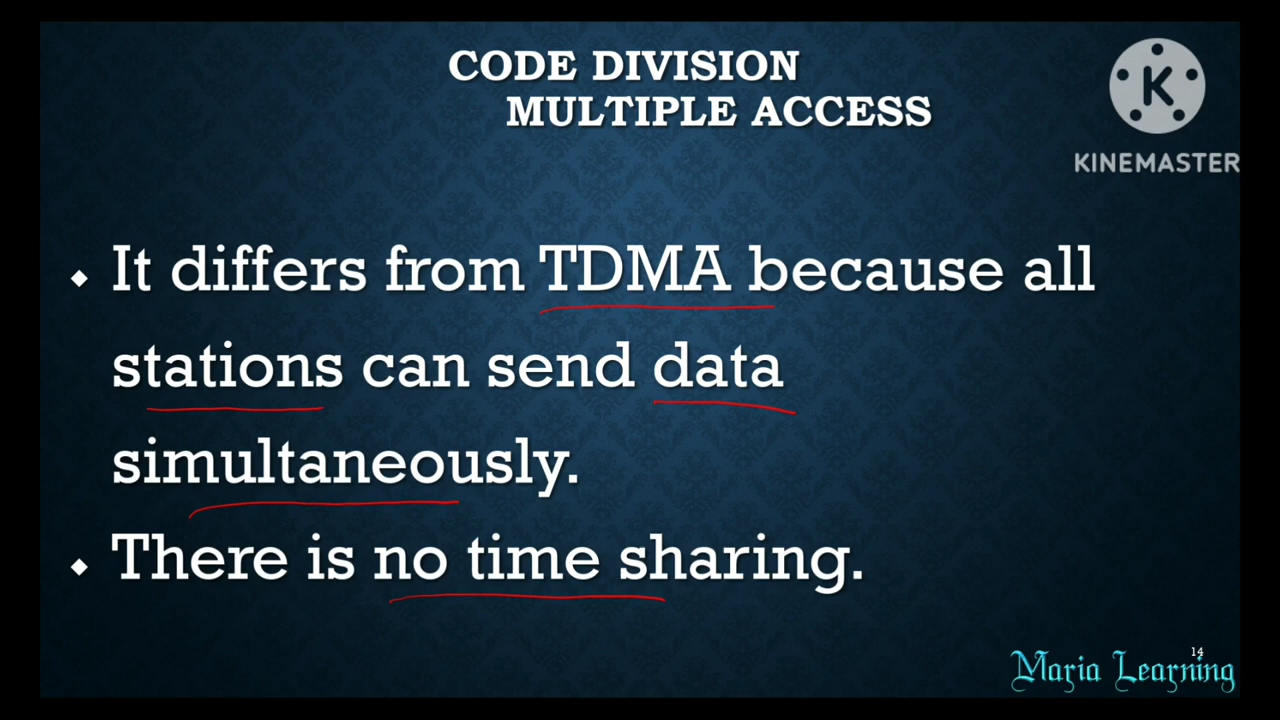 CODE DIVISION
MULTIPLE ACCESS
K
KINEMASTER
It differs from TDMA because all
stations can send data
simultaneously.
There is no time sharing.
14
Maria Learning